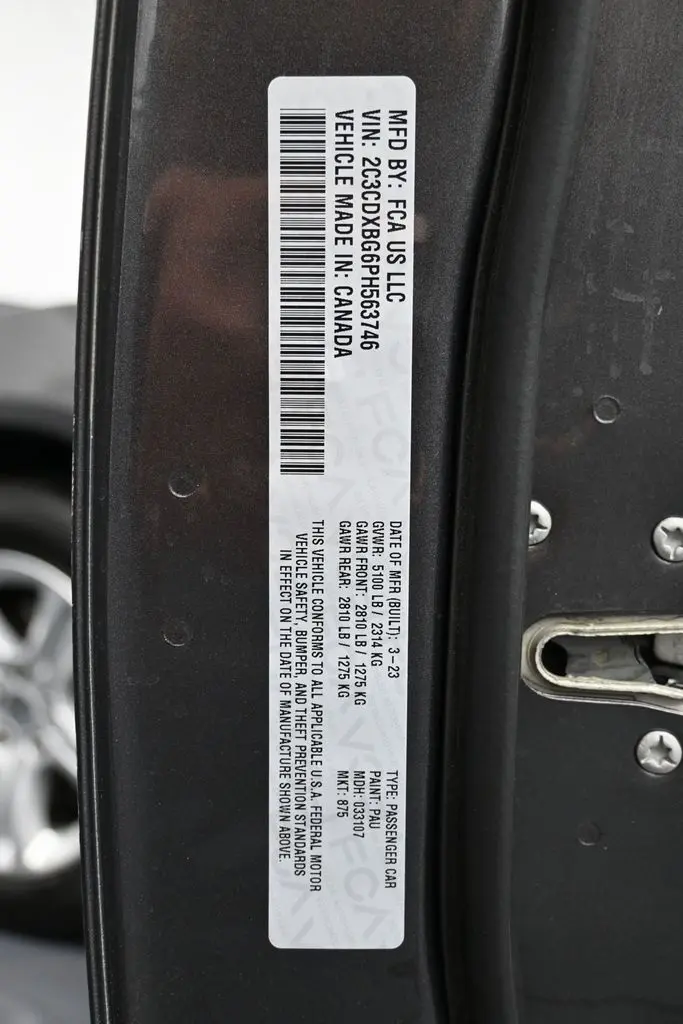 MFD BY: FCA US LLC
VIN: 2C3CDXBG6PH563746
VEHICLE MADE IN: CANADA
DATE OF MFR (BUILT): 3-23
GVWR: 5100 LB / 2314 KG
GAWR FRONT: 2810 LB / 1275 KG
GAWR REAR: 2810 LB / 1275 KG
TYPE: PASSENGER CAR
PAINT: PAU
MDH: 033107
MKT: 875
THIS VEHICLE CONFORMS TO ALL APPLICABLE U.S.A. FEDERAL MOTOR
VEHICLE SAFETY, BUMPER, AND THEFT PREVENTION STANDARDS
IN EFFECT ON THE DATE OF MANUFACTURE SHOWN ABOVE.